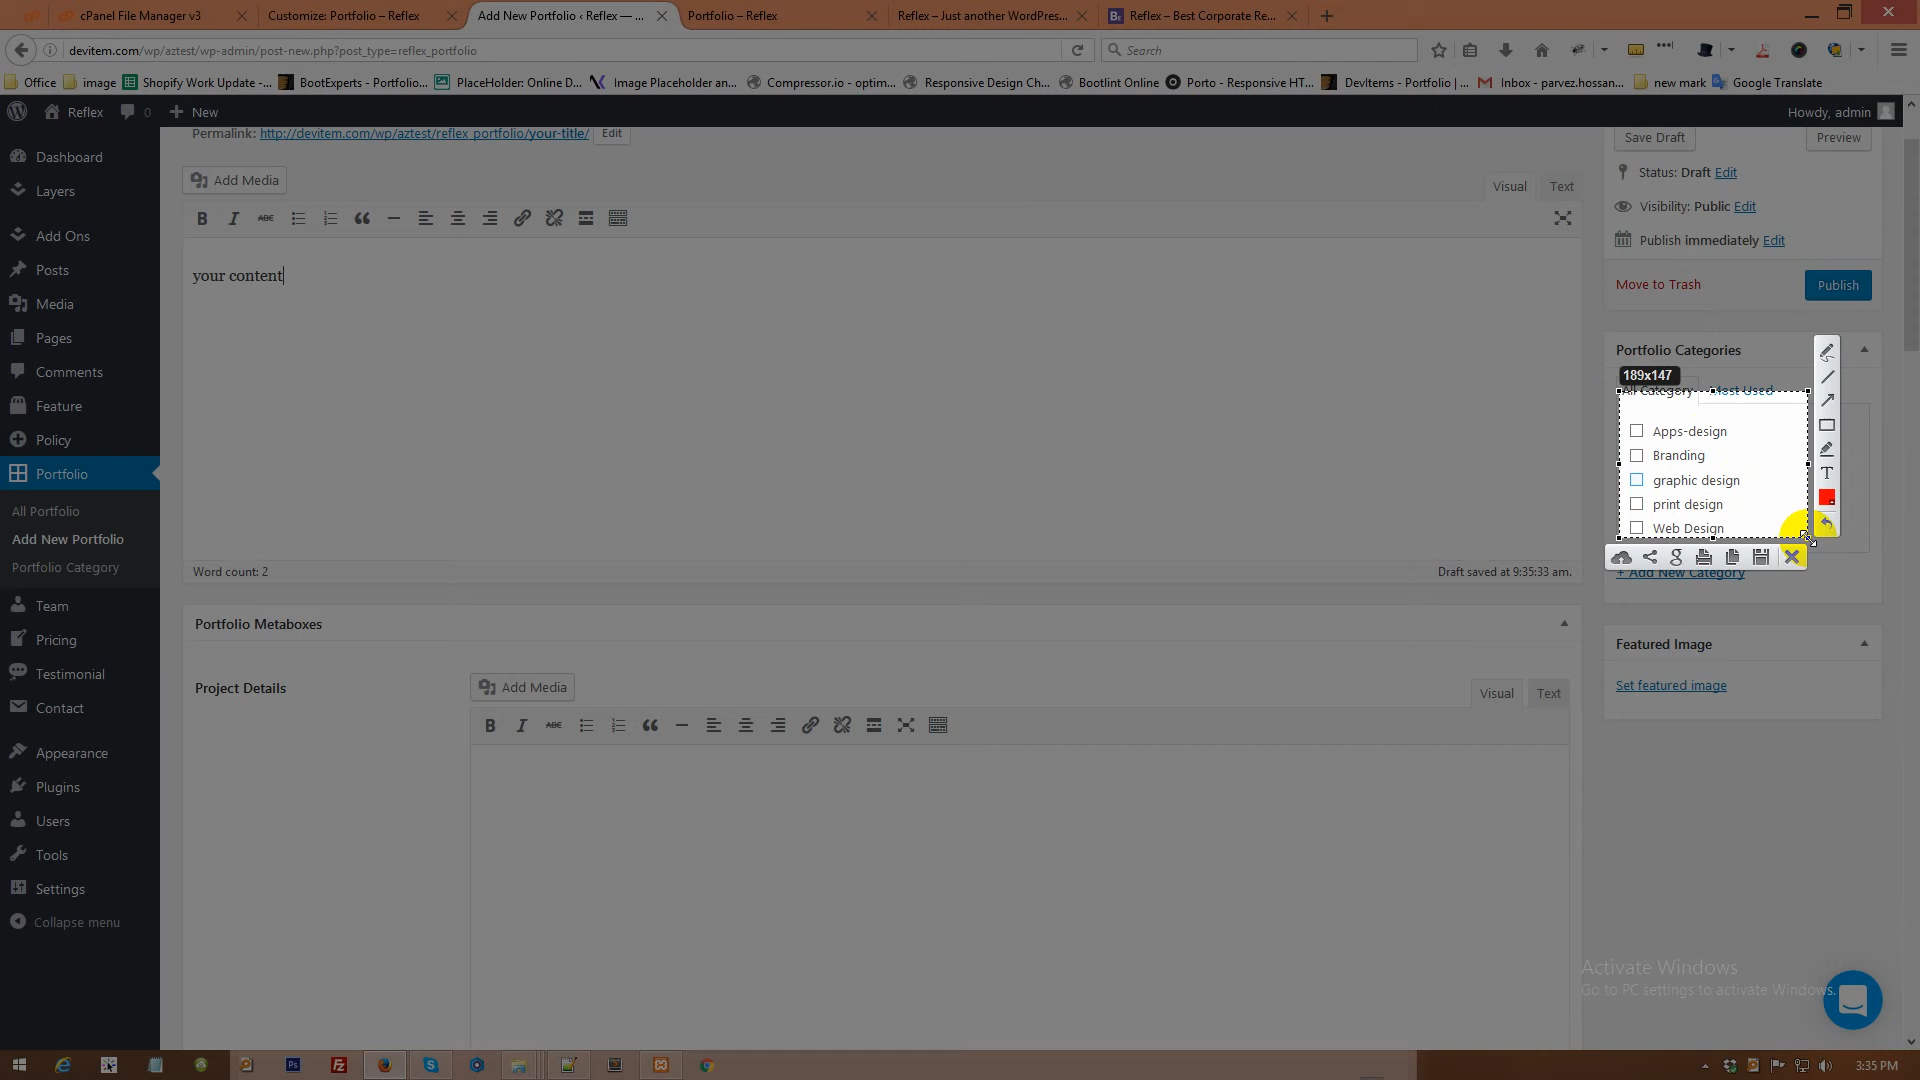 cPanel File Manager v3
Customize: Portfolio – Reflex
Add New Portfolio ‹ Reflex — ...
Portfolio – Reflex
Reflex – Just another WordPres...
Reflex – Best Corporate Re...
devitem.com/wp/aztest/wp-admin/post-new.php?post_type=reflex_portfolio
Search
Office
image
Shopify Work Update -...
BootExperts - Portfolio...
PlaceHolder: Online D...
Image Placeholder an...
Compressor.io - optim...
Responsive Design Ch...
Bootlint Online
Porto - Responsive HT...
DevItems - Portfolio | ...
Inbox - parvez.hossan...
new mark
Google Translate
Reflex
0
New
Howdy, admin
Dashboard
Layers
Add Ons
Posts
Media
Pages
Comments
Feature
Policy
Portfolio
All Portfolio
Add New Portfolio
Portfolio Category
Team
Pricing
Testimonial
Contact
Appearance
Plugins
Users
Tools
Settings
Collapse menu
Permalink: http://devitem.com/wp/aztest/reflex_portfolio/your-title/ Edit
Add Media
Visual
Text
B I ABC
your content
Word count: 2
Draft saved at 9:35:33 am.
Portfolio Metaboxes
Project Details
Add Media
Visual
Text
B I ABC
Save Draft
Preview
Status: Draft Edit
Visibility: Public Edit
Publish immediately Edit
Move to Trash
Publish
Portfolio Categories
189x147
All Category
Most Used
Apps-design
Branding
graphic design
print design
Web Design
T
g
+ Add New Category
Featured Image
Set featured image
Activate Windows
Go to PC settings to activate Windows.
Ps
Fz
3:35 PM